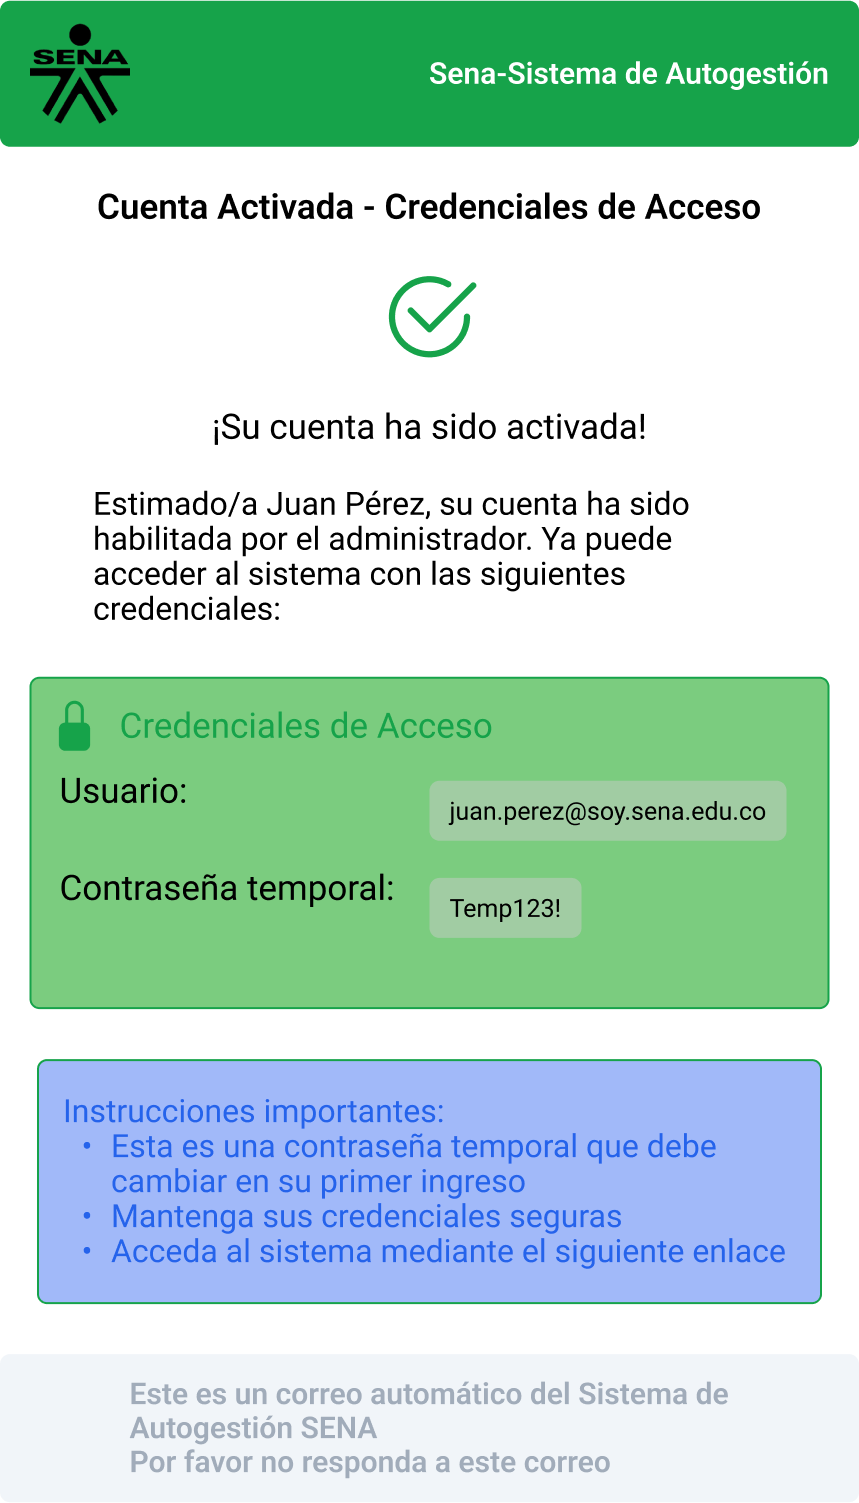 SENA
Sena-Sistema de Autogestión
Cuenta Activada - Credenciales de Acceso
¡Su cuenta ha sido activada!
Estimado/a Juan Pérez, su cuenta ha sido
habilitada por el administrador. Ya puede
acceder al sistema con las siguientes
credenciales:
Credenciales de Acceso
Usuario:
juan.perez@soy.sena.edu.co
Contraseña temporal:
Temp123!
Instrucciones importantes:
• Esta es una contraseña temporal que debe
cambiar en su primer ingreso
• Mantenga sus credenciales seguras
• Acceda al sistema mediante el siguiente enlace
Este es un correo automático del Sistema de
Autogestión SENA
Por favor no responda a este correo